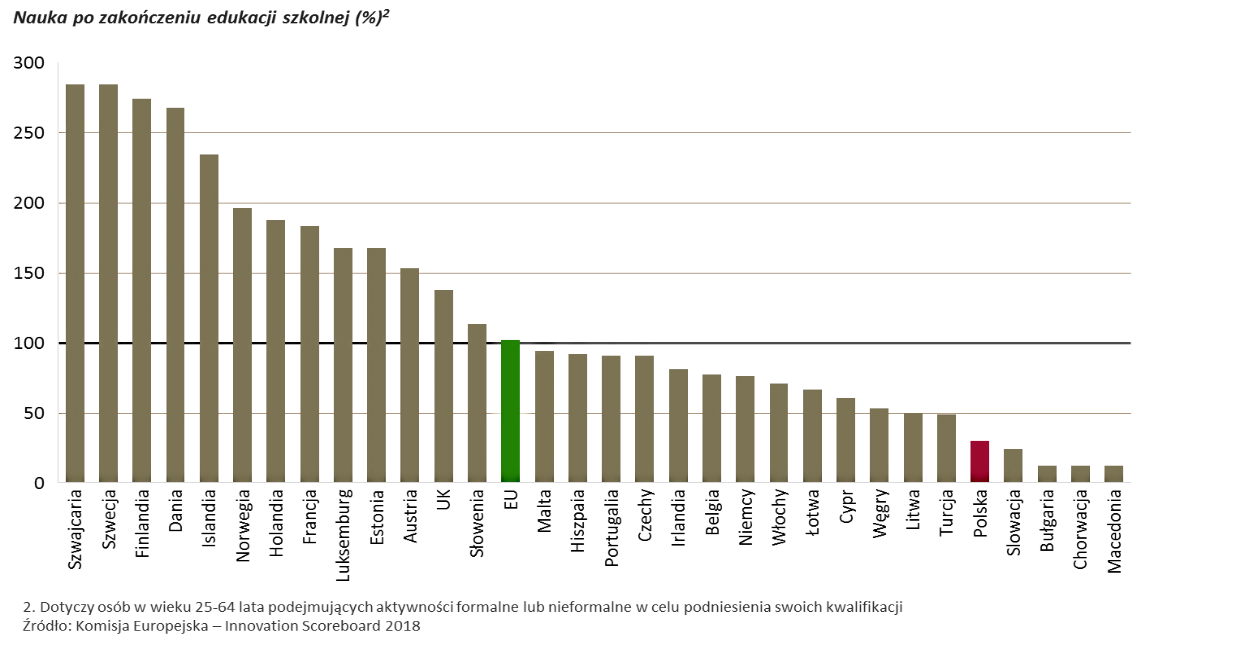 Nauka po zakończeniu edukacji szkolnej (%)2
300
250
200
150
100
50
0
Szwajcaria
Szwecja
Finlandia
Dania
Islandia
Norwegia
Holandia
Francja
Luksemburg
Estonia
Austria
UK
Słowenia
EU
Malta
Hiszpaia
Portugalia
Czechy
Irlandia
Belgia
Niemcy
Włochy
Łotwa
Cypr
Węgry
Litwa
Turcja
Polska
Slowacja
Bułgaria
Chorwacja
Macedonia
2. Dotyczy osób w wieku 25-64 lata podejmujących aktywności formalne lub nieformalne w celu podniesienia swoich kwalifikacji
Źródło: Komisja Europejska – Innovation Scoreboard 2018